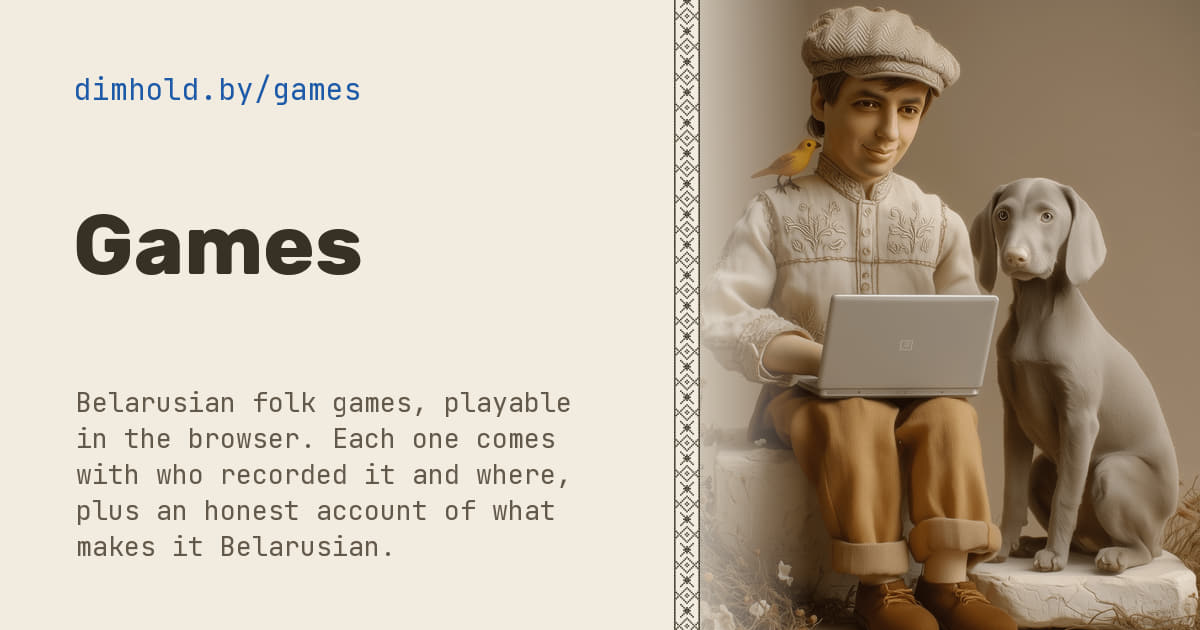 dimhold.by/games
Games
Belarusian folk games, playable
in the browser. Each one comes
with who recorded it and where,
plus an honest account of what
makes it Belarusian.